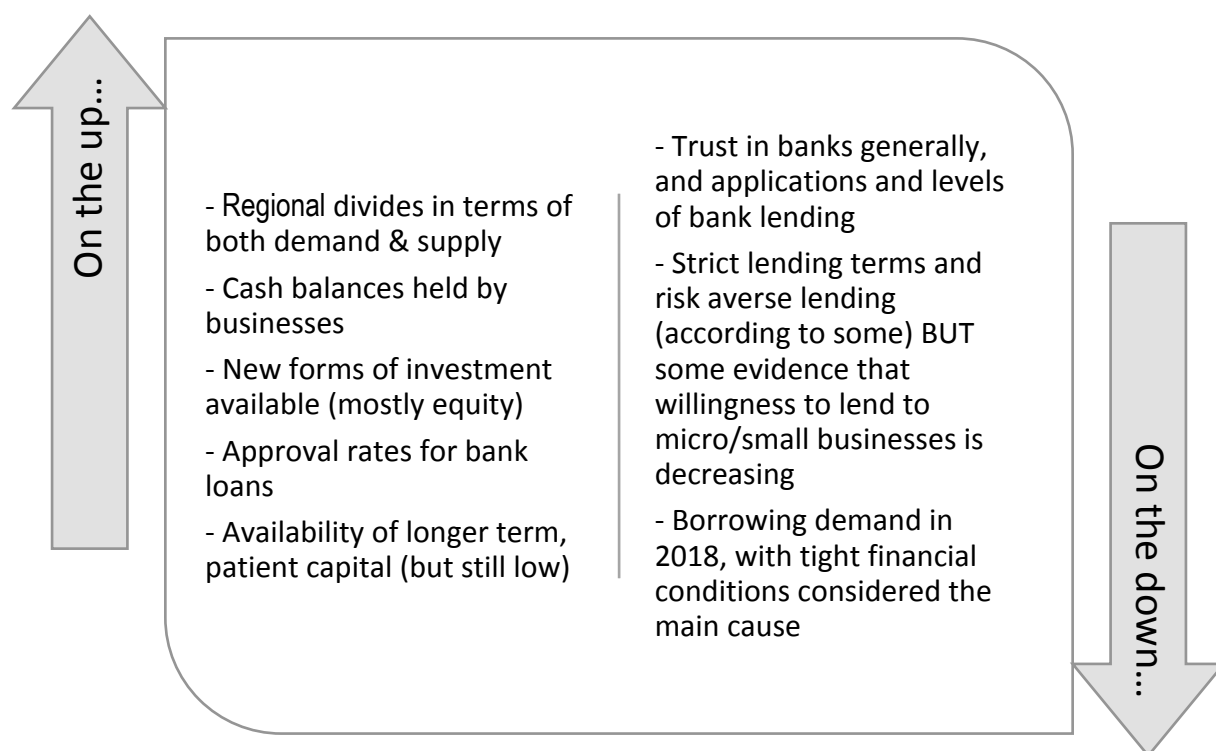 On the up...
- Regional divides in terms of
both demand & supply
- Cash balances held by
businesses
- New forms of investment
available (mostly equity)
- Approval rates for bank
loans
- Availability of longer term,
patient capital (but still low)
- Trust in banks generally,
and applications and levels
of bank lending
- Strict lending terms and
risk averse lending
(according to some) BUT
some evidence that
willingness to lend to
micro/small businesses is
decreasing
- Borrowing demand in
2018, with tight financial
conditions considered the
main cause
On the down...